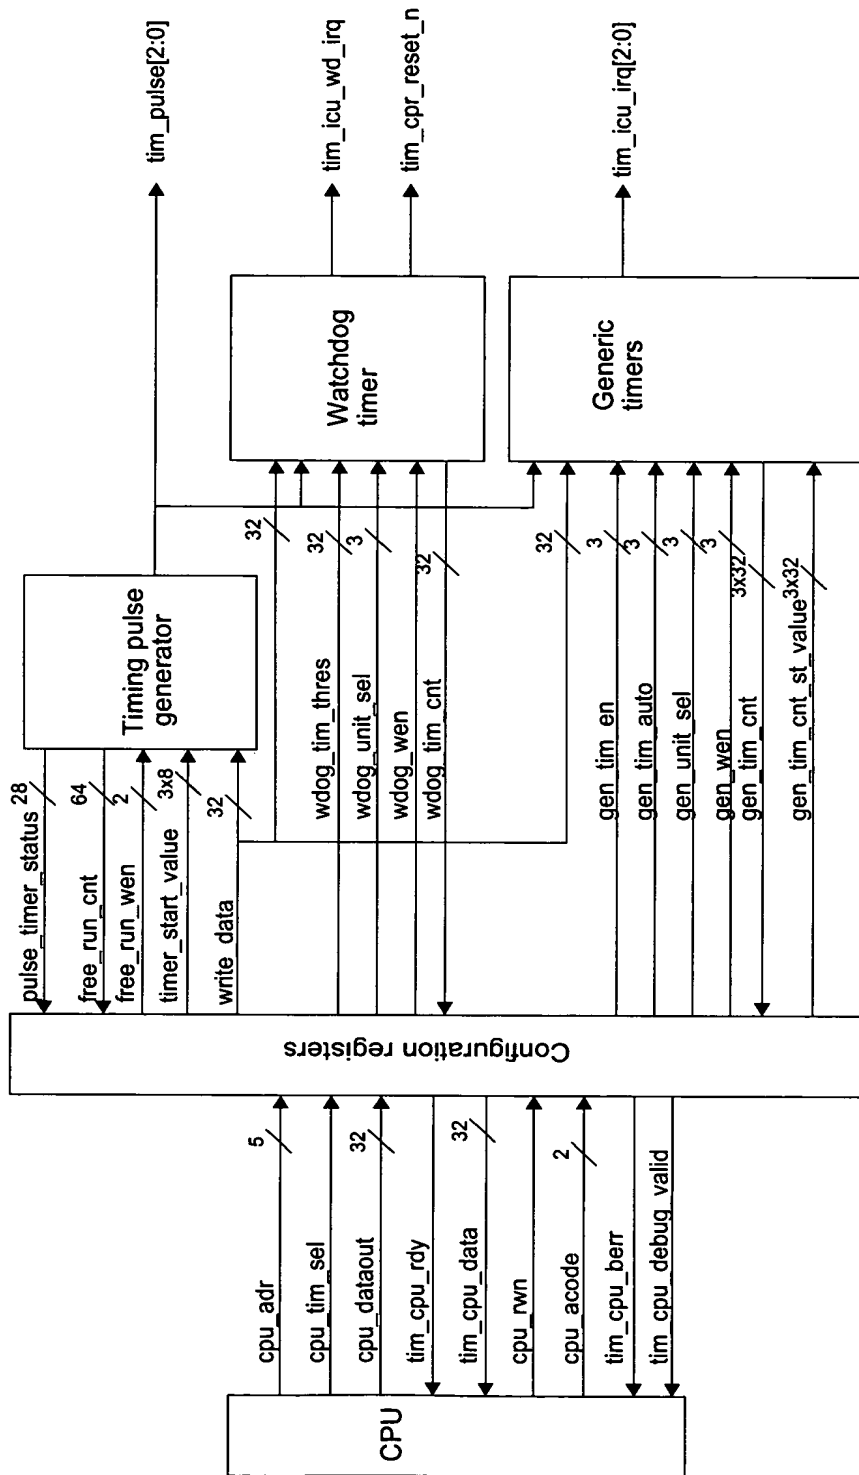 tim_pulse[2:0]
tim_icu_wd_irq
tim_cpr_reset_n
tim_icu_irq[2:0]
Timing pulse
generator
Watchdog
timer
Generic
timers
pulse_timer_status
28
free_run_cnt
64
free_run_wen
2
timer_start_value
3x8
write_data
32
32
wdog_tim_thres
32
wdog_unit_sel
3
wdog_wen
wdog_tim_cnt
32
32
gen_tim_en
3
gen_tim_auto
3
gen_unit_sel
3
gen_wen
3
gen_tim_cnt
3x32
gen_tim_cnt_st_value
3x32
Configuration registers
cpu_adr
5
cpu_tim_sel
cpu_dataout
32
tim_cpu_rdy
tim_cpu_data
32
cpu_rwn
cpu_acode
2
tim_cpu_berr
tim_cpu_debug_valid
CPU